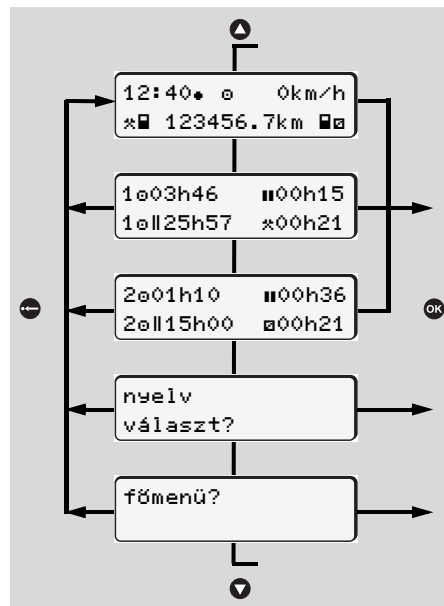 12:40● ⊙ 0km/h
⚒ 123456.7km
1⊙03h46 ▮▮00h15
1⊙||25h57 ⚒00h21
2⊙01h10 ▮▮00h36
2⊙||15h00 ⧄00h21
OK
nyelv
választ?
főmenü?